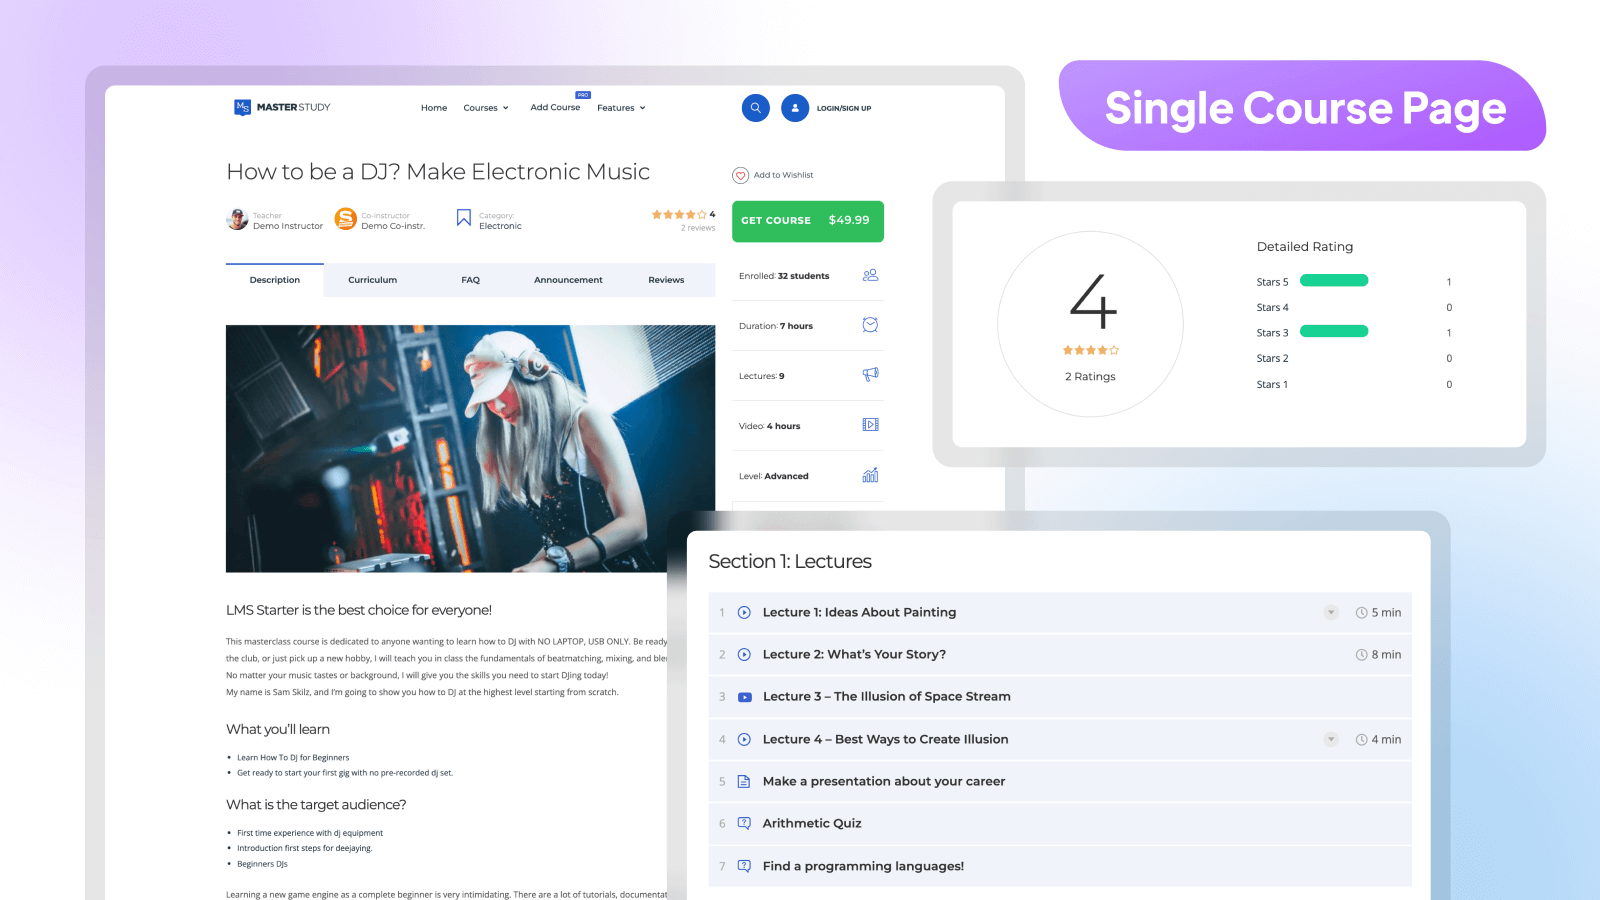 MS MASTERSTUDY
Home
Courses
Add Course
PRO
Features
LOGIN/SIGN UP
How to be a DJ? Make Electronic Music
Teacher
Demo Instructor
Co-instructor
Demo Co-instr.
Category:
Electronic
4
2 reviews
Add to Wishlist
GET COURSE $49.99
Description
Curriculum
FAQ
Announcement
Reviews
Enrolled: 32 students
Duration: 7 hours
Lectures: 9
Video: 4 hours
Level: Advanced
LMS Starter is the best choice for everyone!
This masterclass course is dedicated to anyone wanting to learn how to DJ with NO LAPTOP, USB ONLY. Be ready
the club, or just pick up a new hobby, I will teach you in class the fundamentals of beatmatching, mixing, and
No matter your music tastes or background, I will give you the skills you need to start DJing today!
My name is Sam Skilz, and I'm going to show you how to DJ at the highest level starting from scratch.
What you'll learn
• Learn How To DJ for Beginners
• Get ready to start your first gig with no pre-recorded dj set.
What is the target audience?
• First time experience with dj equipment
• Introduction first steps for deejaying.
• Beginners DJs
Learning a new game engine as a complete beginner is very intimidating. There are a lot of tutorials,
Single Course Page
4
2 Ratings
Detailed Rating
Stars 5 1
Stars 4 0
Stars 3 1
Stars 2 0
Stars 1 0
Section 1: Lectures
1 Lecture 1: Ideas About Painting 5 min
2 Lecture 2: What's Your Story? 8 min
3 Lecture 3 – The Illusion of Space Stream
4 Lecture 4 – Best Ways to Create Illusion 4 min
5 Make a presentation about your career
6 Arithmetic Quiz
7 Find a programming languages!